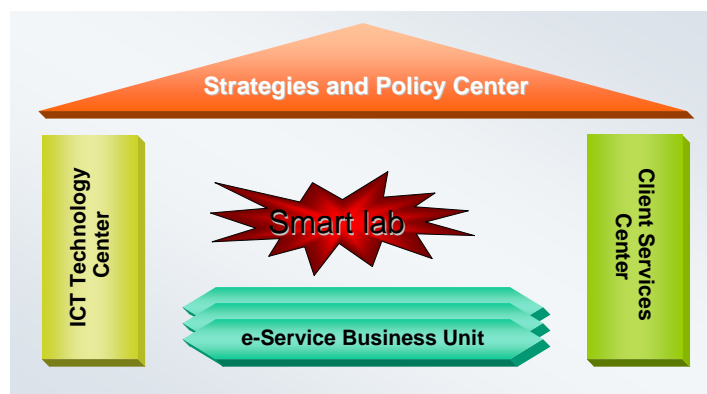 Strategies and Policy Center
ICT Technology
Center
Smart lab
Client Services
Center
e-Service Business Unit